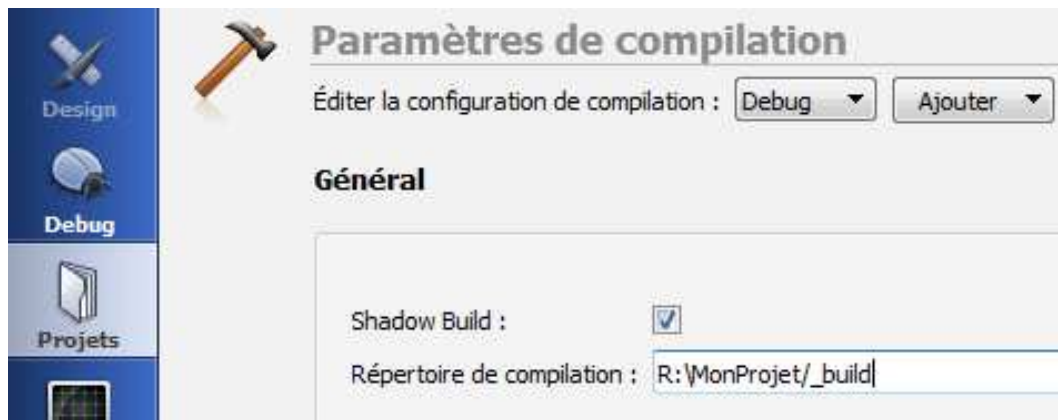 Design
Debug
Projets
Paramètres de compilation
Éditer la configuration de compilation : Debug Ajouter
Général
Shadow Build :
Répertoire de compilation : R:\MonProjet/_build